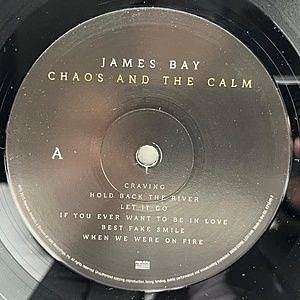 JAMES BAY
CHAOS AND THE CALM
A
CRAVING
HOLD BACK THE RIVER
LET IT GO
IF YOU EVER WANT TO BE IN LOVE
BEST FAKE SMILE
WHEN WE WERE ON FIRE